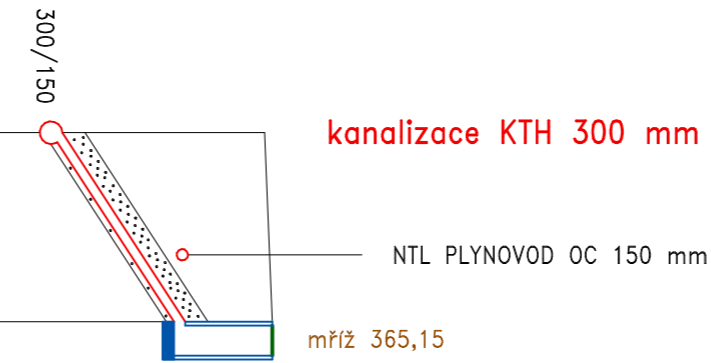 300/150
kanalizace KTH 300 mm
NTL PLYNOVOD OC 150 mm
mříž 365,15